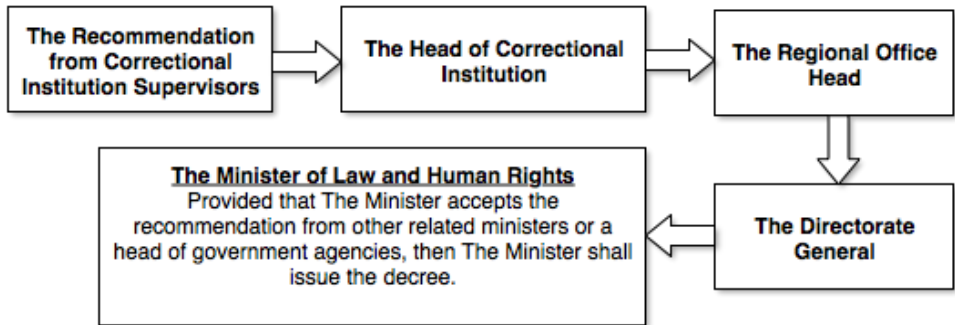 The Recommendation
from Correctional
Institution Supervisors
The Head of Correctional
Institution
The Regional Office
Head
The Directorate
General
The Minister of Law and Human Rights
Provided that The Minister accepts the
recommendation from other related ministers or a
head of government agencies, then The Minister shall
issue the decree.